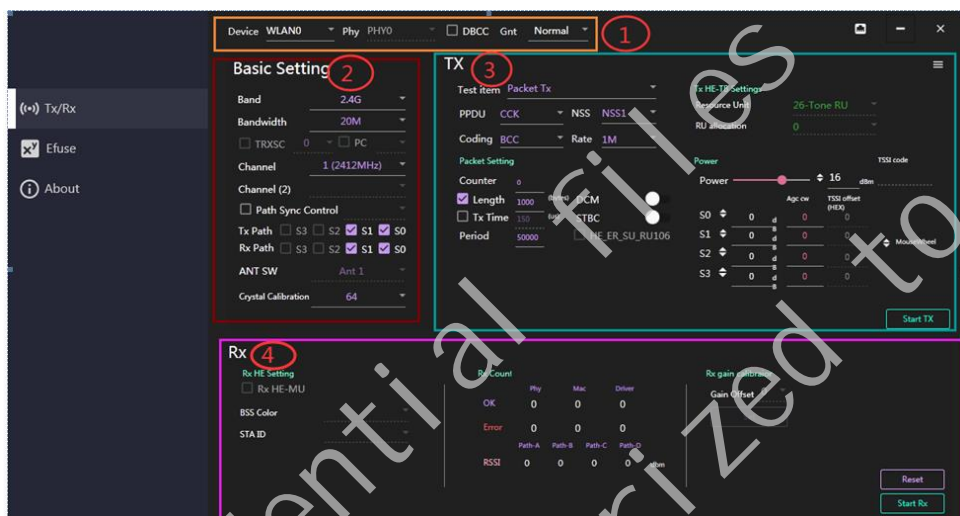 Device WLAN0 Phy PHY0 DBCC Gnt Normal 1
((•)) Tx/Rx
Efuse
About
Basic Setting 2
Band 2.4G
Bandwidth 20M
TRXSC 0 PC
Channel 1 (2412MHz)
Channel (2)
Path Sync Control
Tx Path S3 S2 S1 S0
Rx Path S3 S2 S1 S0
ANT SW Ant 1
Crystal Calibration 64
TX 3
Test item Packet Tx
PPDU CCK NSS NSS1
Coding BCC Rate 1M
Packet Setting
Counter 0
Length 1000 (Bytes) DCM
Tx Time 150 (us) STBC
Period 50000 HE_ER_SU_RU106
Tx HE-TB Settings
Resource Unit 26-Tone RU
RU allocation 0
Power TSSI code
Power 16 dBm
Agc cw TSSI offset (HEX)
S0 0 dB 0 0
S1 0 dB 0 0
S2 0 dB 0 0
S3 0 dB 0 0
MouseWheel
Start TX
Rx 4
Rx HE Setting
Rx HE-MU
BSS Color
STA ID
Rx Count
Phy Mac Driver
OK 0 0 0
Error 0 0 0
Path-A Path-B Path-C Path-D
RSSI 0 0 0 0
Rx gain calibrate
Gain Offset
Reset
Start Rx
ential files
rized to